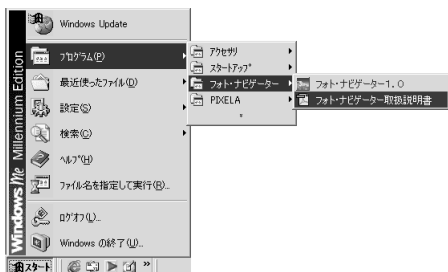 Windows Update
プログラム(P)
最近使ったファイル(D)
設定(S)
検索(C)
ヘルプ(H)
ファイル名を指定して実行(R)...
ログオフ(L)...
Windows の終了(U)...
Windows Me Millennium Edition
スタート
アクセサリ
スタートアップ
フォト・ナビゲーター
PIXELA
フォト・ナビゲーター1.0
フォト・ナビゲーター取扱説明書